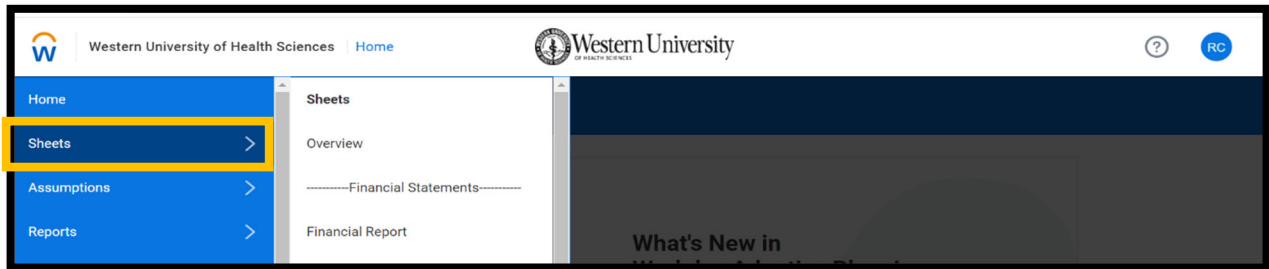 Western University of Health Sciences Home
Western University
OF HEALTH SCIENCES
? RC
Home
Sheets
Assumptions
Reports
Sheets
Overview
----------Financial Statements----------
Financial Report
What's New in